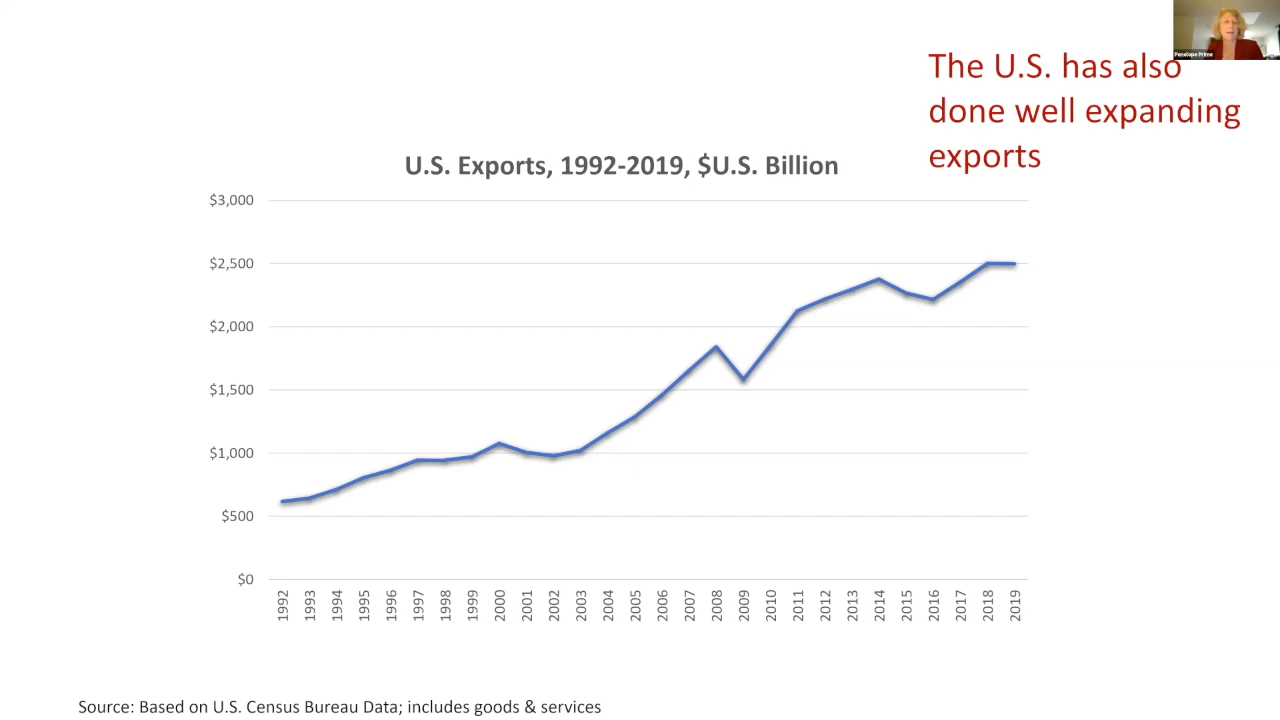 Penelope Prime
The U.S. has also
done well expanding
exports
U.S. Exports, 1992-2019, $U.S. Billion
$3,000
$2,500
$2,000
$1,500
$1,000
$500
$0
1992 1993 1994 1995 1996 1997 1998 1999 2000 2001 2002 2003 2004 2005 2006 2007 2008 2009 2010 2011 2012 2013 2014 2015 2016 2017 2018 2019
Source: Based on U.S. Census Bureau Data; includes goods & services